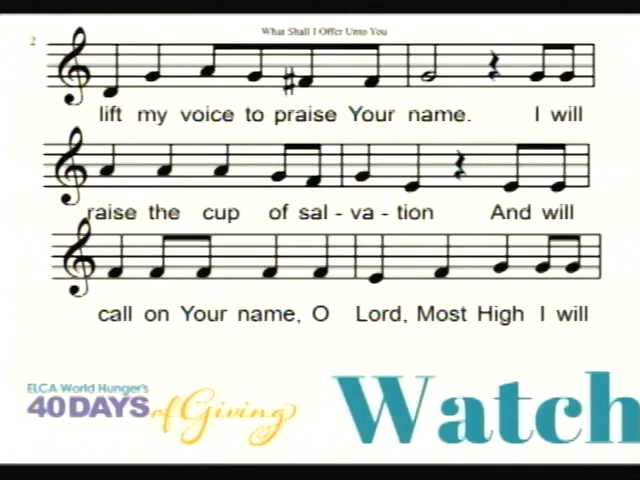 What Shall I Offer Unto You
2
lift my voice to praise Your name. I will
raise the cup of sal - va - tion And will
call on Your name, O Lord, Most High I will
ELCA World Hunger's
40 DAYS of Giving
Watch